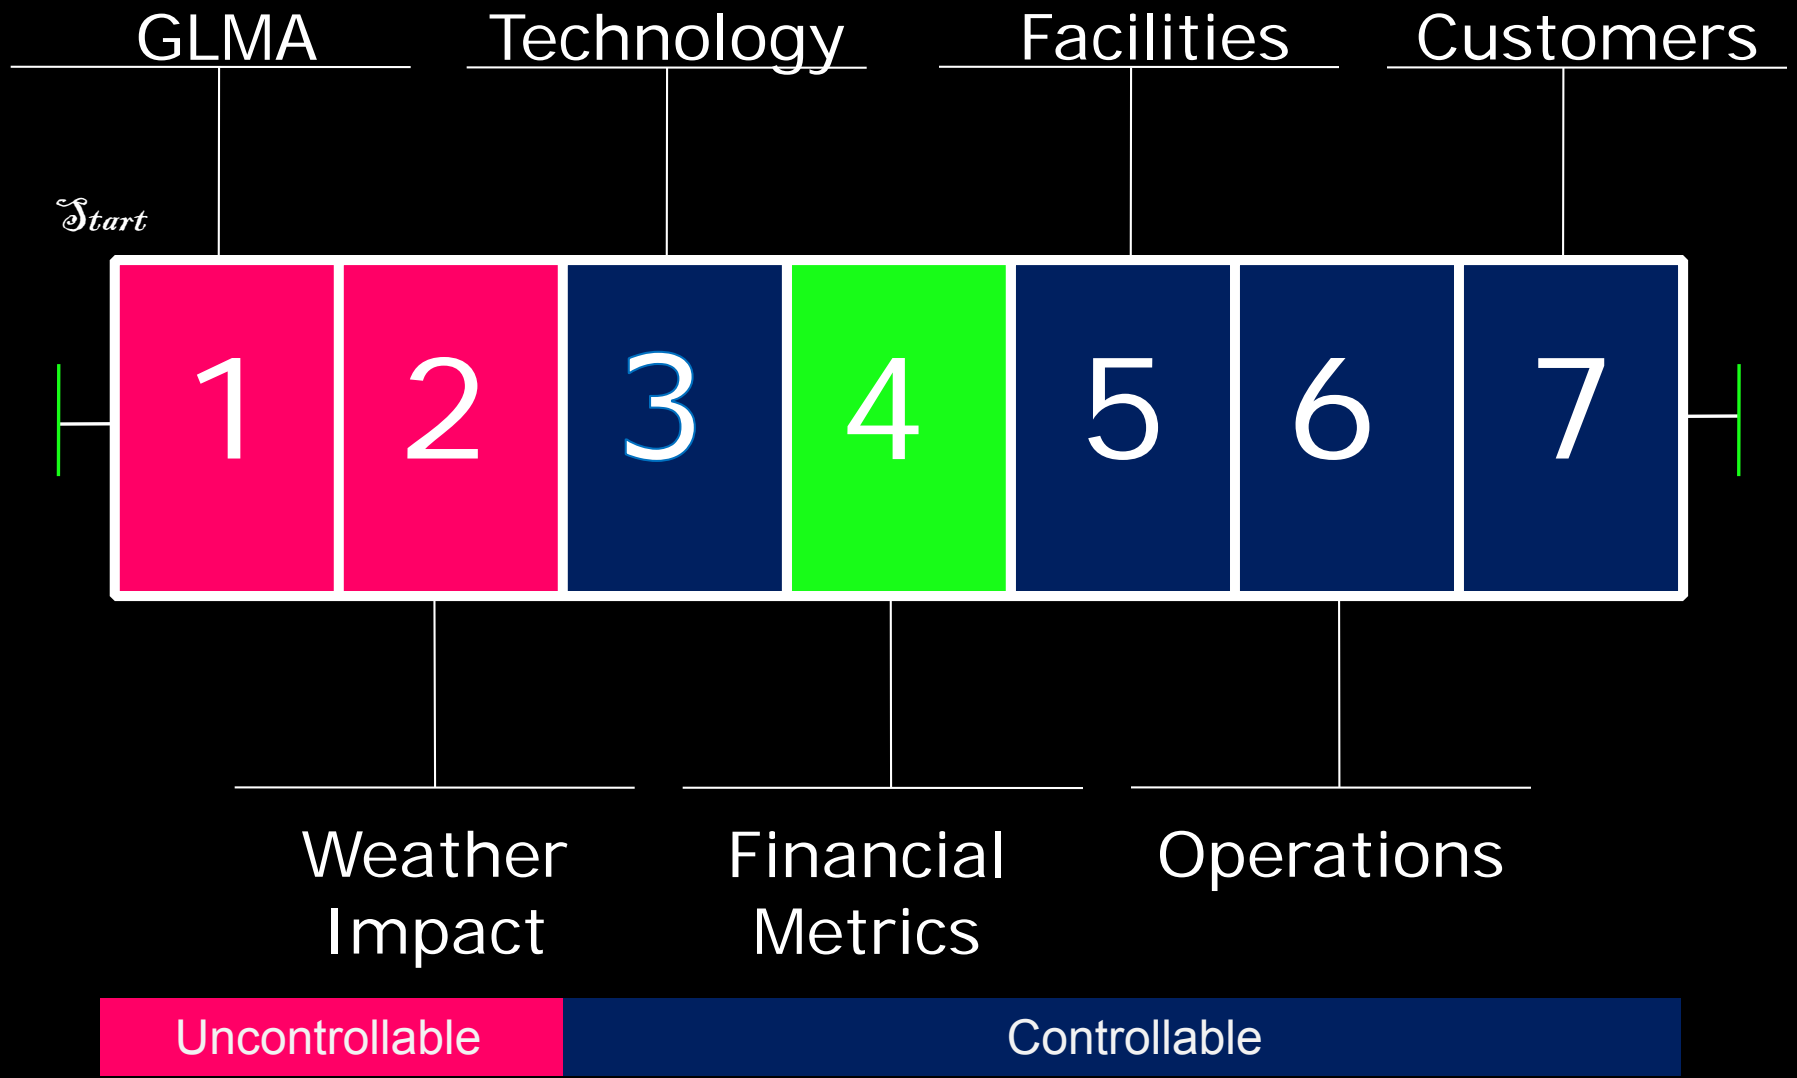 GLMA
Technology
Facilities
Customers
Start
1
2
3
4
5
6
7
Weather
Impact
Financial
Metrics
Operations
Uncontrollable
Controllable